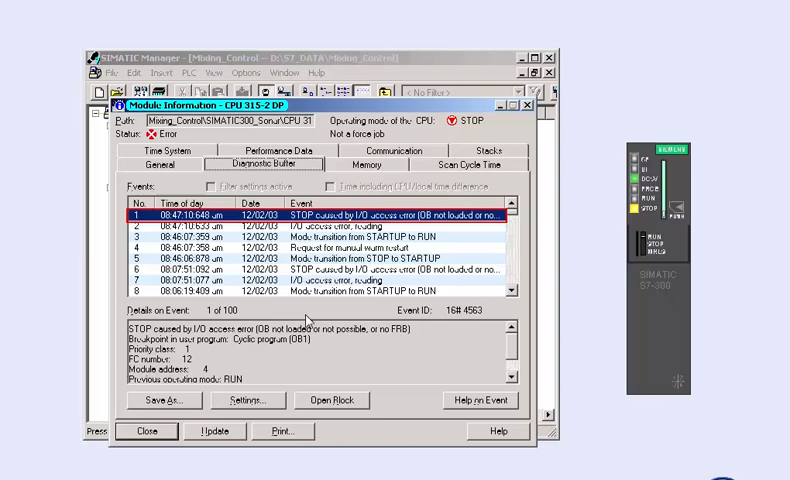 SIMATIC Manager - [Mixing_Control -- D:\S7_DATA\Mixing_Control]
File Edit Insert PLC View Options Window Help
< No Filter >
Module Information - CPU 315-2 DP
Path: Mixing_Control\SIMATIC300_Sonar\CPU 31 Operating mode of the CPU: STOP
Status: Error Not a force job
Time System Performance Data Communication Stacks
General Diagnostic Buffer Memory Scan Cycle Time
Events: Filter settings active Time including CPU/local time difference
No. Time of day Date Event
1 08:47:10:648 am 12/02/03 STOP caused by I/O access error (OB not loaded or no...
2 08:47:10:633 am 12/02/03 I/O access error, reading
3 08:46:07:359 am 12/02/03 Mode transition from STARTUP to RUN
4 08:46:07:358 am 12/02/03 Request for manual warm restart
5 08:46:06:878 am 12/02/03 Mode transition from STOP to STARTUP
6 08:07:51:092 am 12/02/03 STOP caused by I/O access error (OB not loaded or no...
7 08:07:51:077 am 12/02/03 I/O access error, reading
8 08:06:19:409 am 12/02/03 Mode transition from STARTUP to RUN
Details on Event: 1 of 100 Event ID: 16# 4563
STOP caused by I/O access error (OB not loaded or not possible, or no FRB)
Breakpoint in user program: Cyclic program (OB1)
Priority class: 1
FC number: 12
Module address: 4
Previous operating mode: RUN
Save As... Settings... Open Block Help on Event
Close Update Print... Help
Press
SIEMENS
SF
DC5V
FRCE
RUN
STOP
PUSH
RUN
STOP
MRES
SIMATIC
S7-300